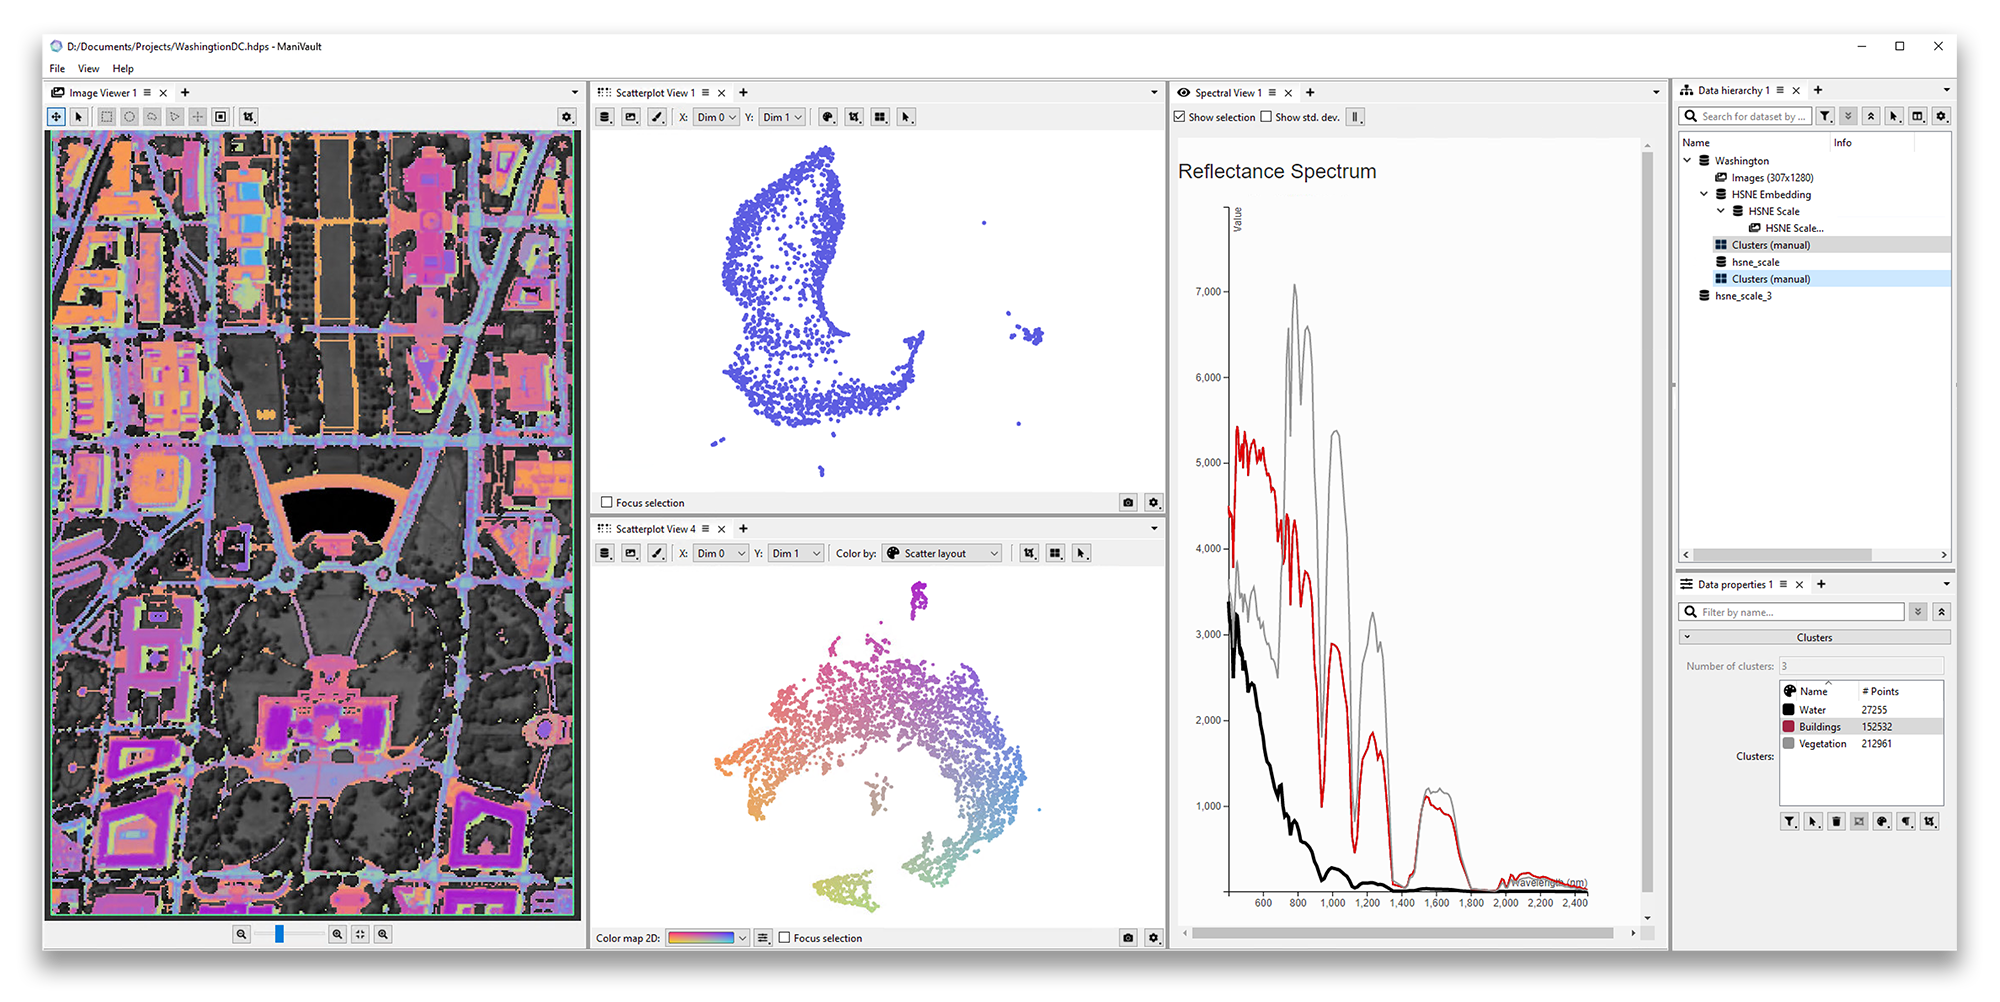 D:/Documents/Projects/WashingtionDC.hdps - ManiVault
File View Help
Image Viewer 1
Scatterplot View 1
X: Dim 0 Y: Dim 1
Focus selection
Scatterplot View 4
X: Dim 0 Y: Dim 1 Color by: Scatter layout
Color map 2D: Focus selection
Spectral View 1
Show selection Show std. dev.
Reflectance Spectrum
Value
7,000
6,000
5,000
4,000
3,000
2,000
1,000
Wavelength (nm)
600 800 1,000 1,200 1,400 1,600 1,800 2,000 2,200 2,400
Data hierarchy 1
Search for dataset by ...
Name Info
Washington
Images (307x1280)
HSNE Embedding
HSNE Scale
HSNE Scale...
Clusters (manual)
hsne_scale
Clusters (manual)
hsne_scale_3
Data properties 1
Filter by name...
Clusters
Number of clusters: 3
Name # Points
Water 27255
Buildings 152532
Vegetation 212961
Clusters: